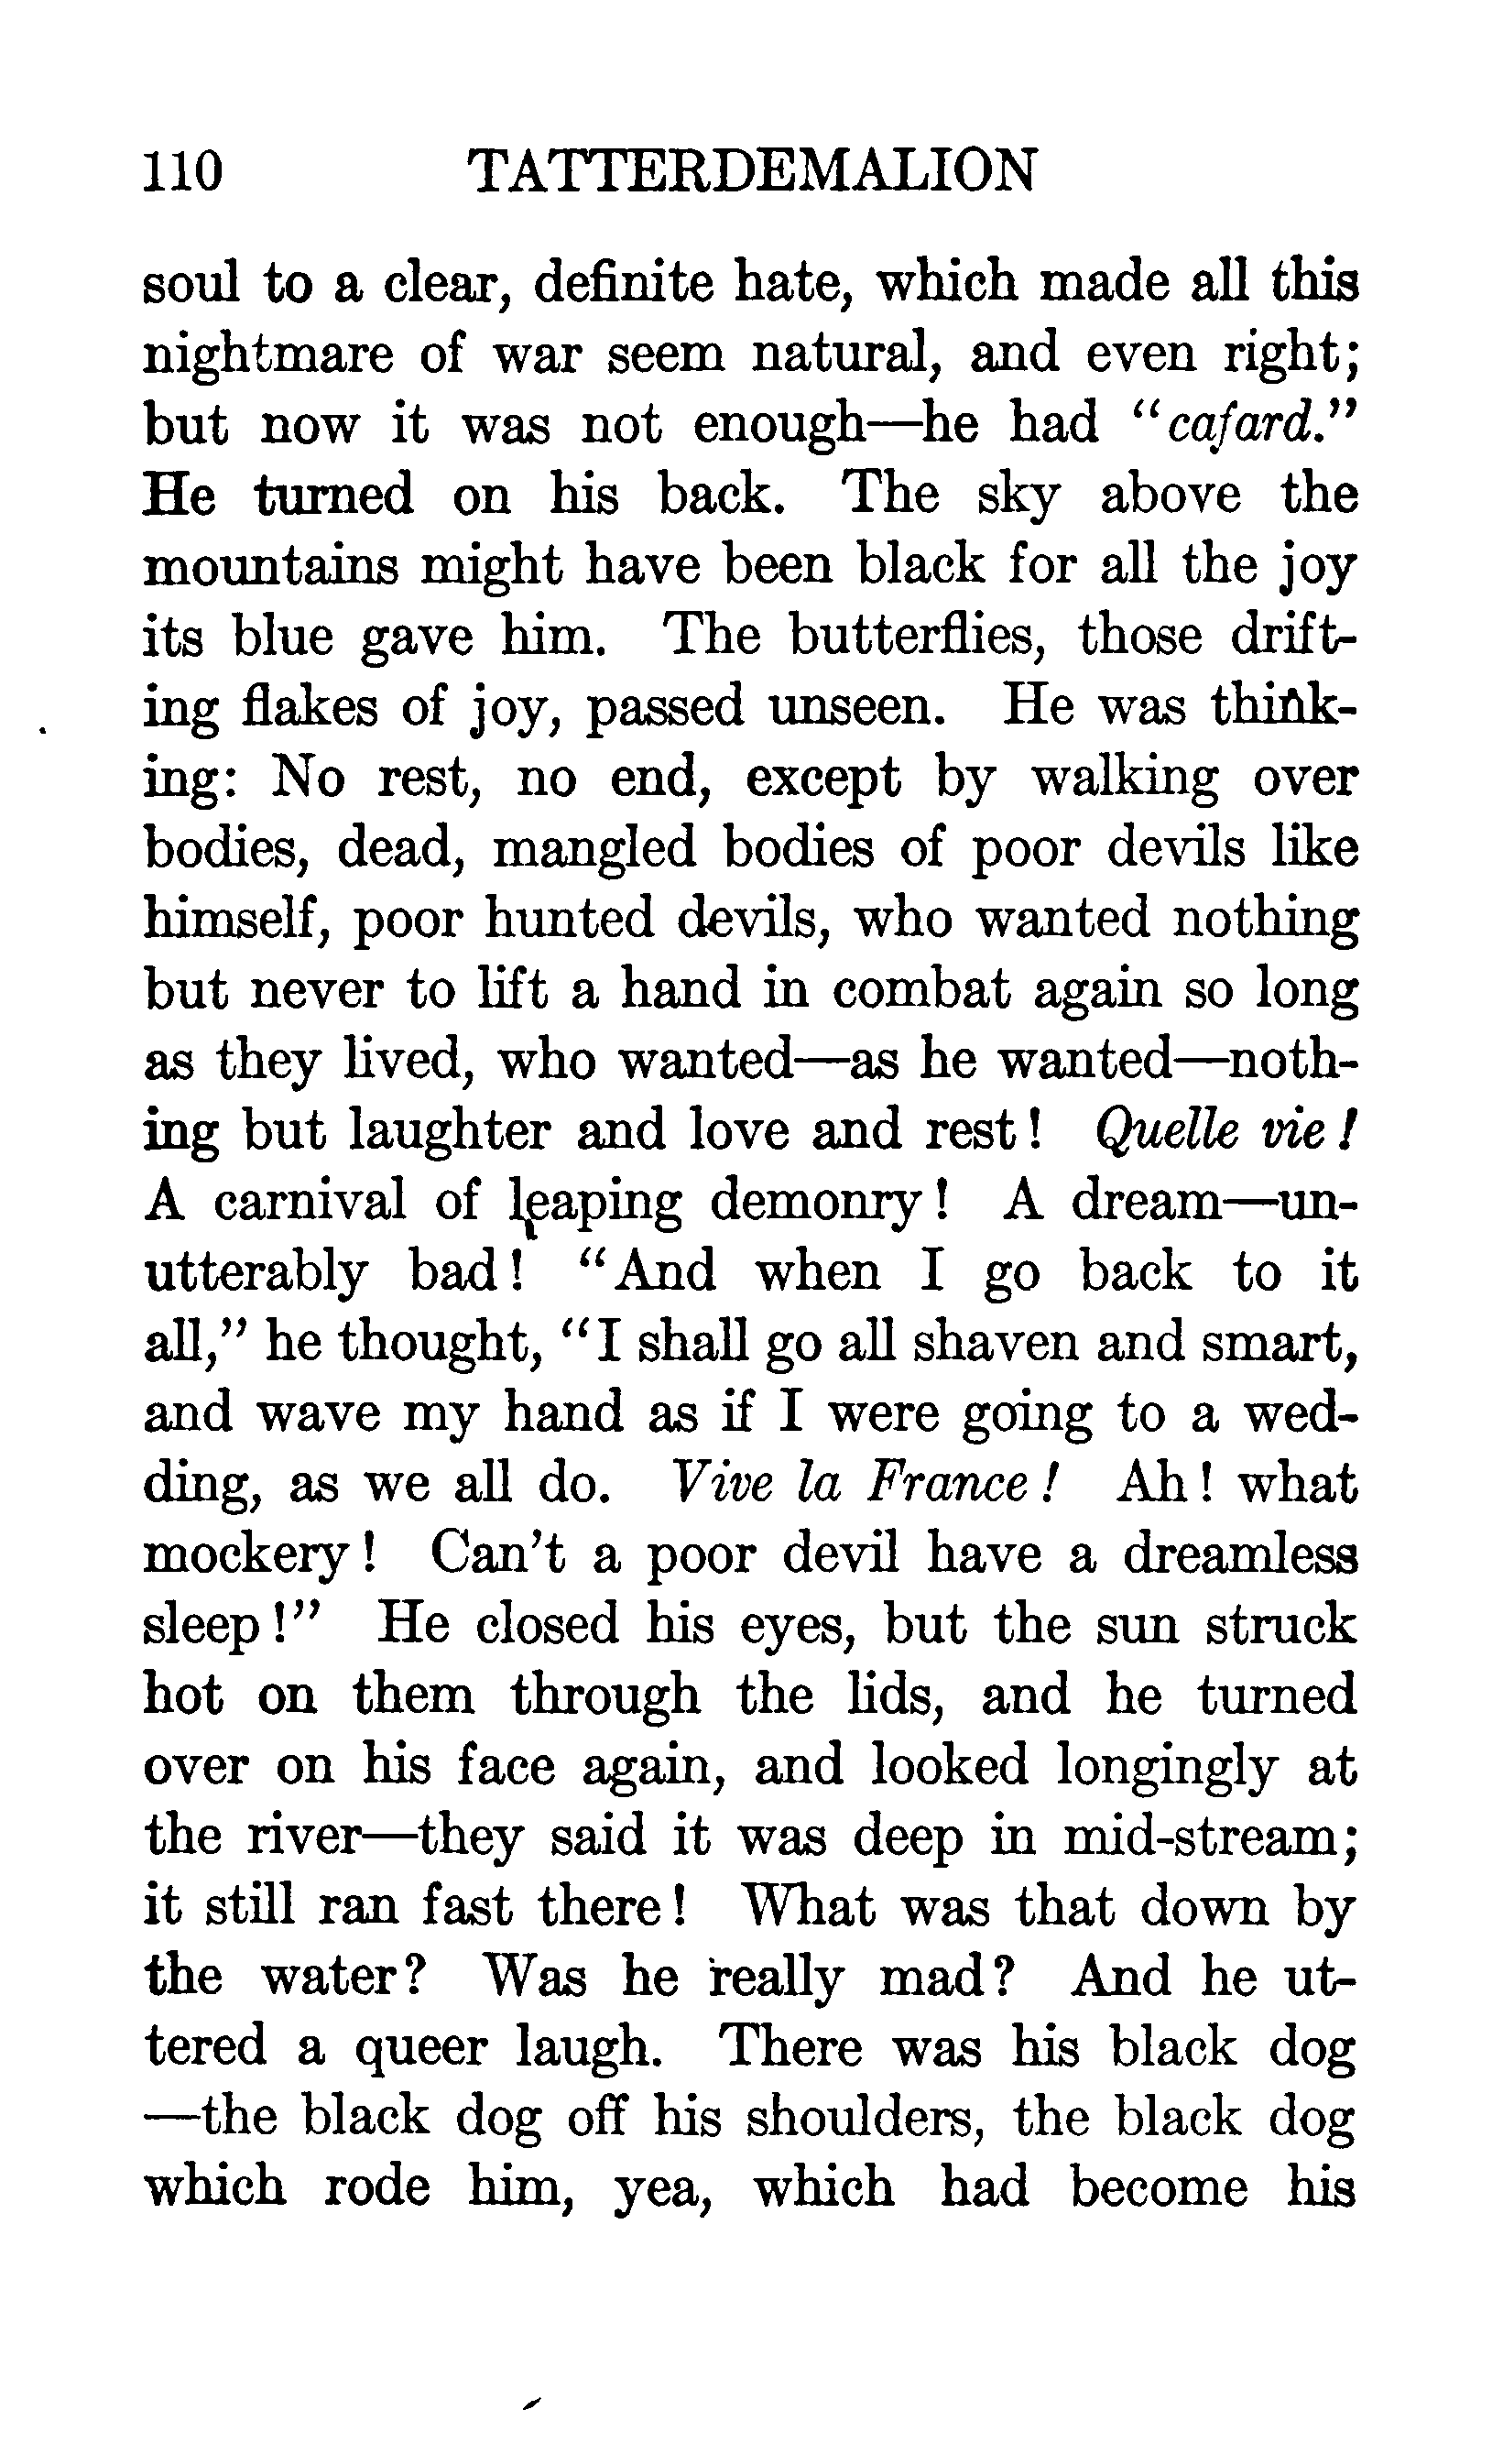 110 TATTERDEMALION
soul to a clear, definite hate, which made all this
nightmare of war seem natural, and even right;
but now it was not enough—he had "cafard."
He turned on his back. The sky above the
mountains might have been black for all the joy
its blue gave him. The butterflies, those drift-
ing flakes of joy, passed unseen. He was think-
ing: No rest, no end, except by walking over
bodies, dead, mangled bodies of poor devils like
himself, poor hunted devils, who wanted nothing
but never to lift a hand in combat again so long
as they lived, who wanted—as he wanted—noth-
ing but laughter and love and rest! Quelle vie!
A carnival of leaping demonry! A dream—un-
utterably bad! "And when I go back to it
all," he thought, "I shall go all shaven and smart,
and wave my hand as if I were going to a wed-
ding, as we all do. Vive la France! Ah! what
mockery! Can't a poor devil have a dreamless
sleep!" He closed his eyes, but the sun struck
hot on them through the lids, and he turned
over on his face again, and looked longingly at
the river—they said it was deep in mid-stream;
it still ran fast there! What was that down by
the water? Was he really mad? And he ut-
tered a queer laugh. There was his black dog
—the black dog off his shoulders, the black dog
which rode him, yea, which had become his